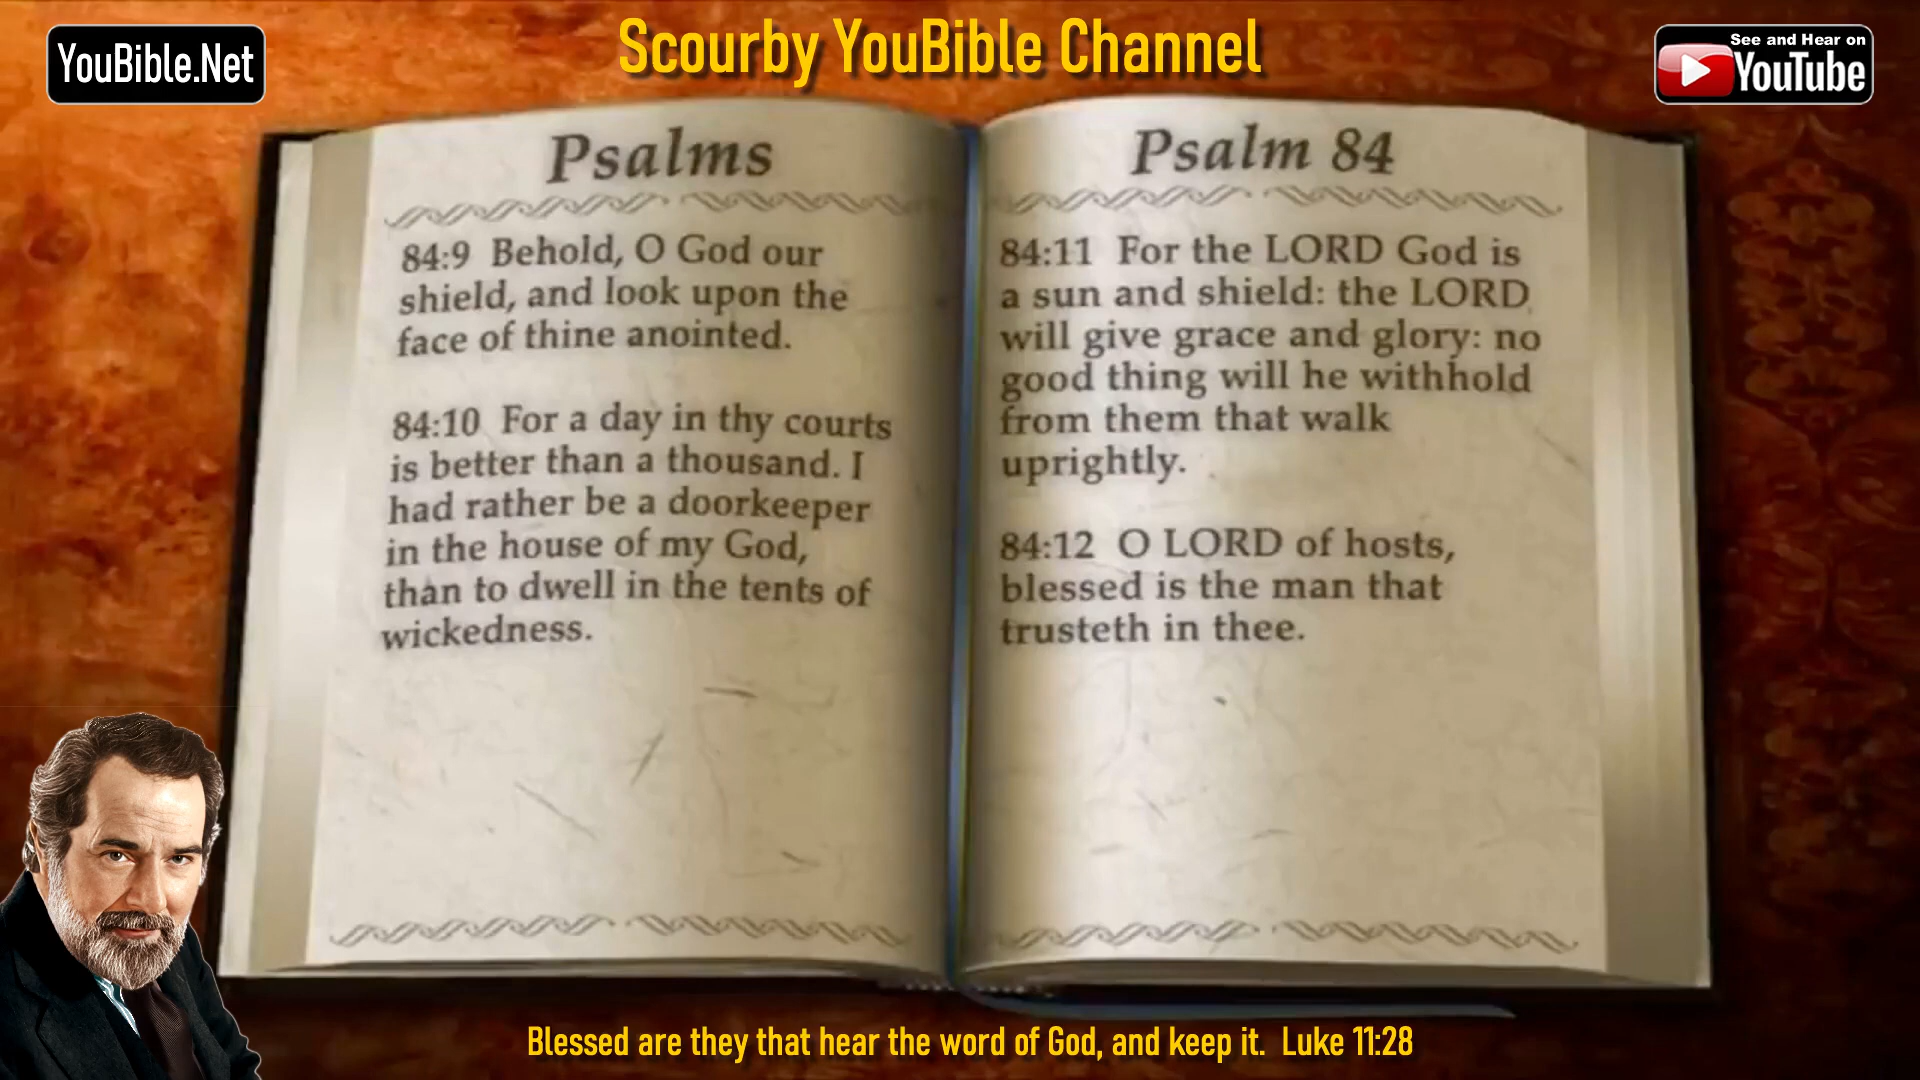 YouBible.Net
Scourby YouBible Channel
See and Hear on
YouTube
Psalms
84:9 Behold, O God our
shield, and look upon the
face of thine anointed.
84:10 For a day in thy courts
is better than a thousand. I
had rather be a doorkeeper
in the house of my God,
than to dwell in the tents of
wickedness.
Psalm 84
84:11 For the LORD God is
a sun and shield: the LORD
will give grace and glory: no
good thing will he withhold
from them that walk
uprightly.
84:12 O LORD of hosts,
blessed is the man that
trusteth in thee.
Blessed are they that hear the word of God, and keep it. Luke 11:28